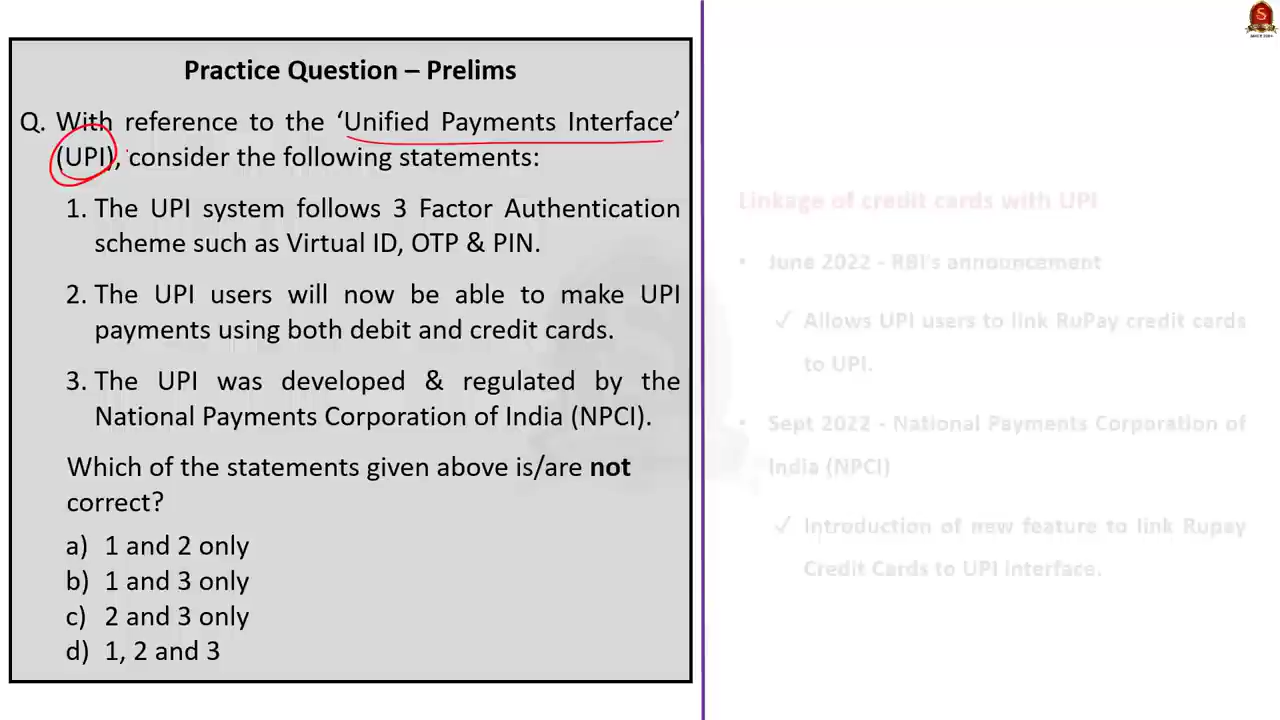 Practice Question – Prelims
Q. With reference to the ‘Unified Payments Interface’
(UPI), consider the following statements:
1. The UPI system follows 3 Factor Authentication
scheme such as Virtual ID, OTP & PIN.
2. The UPI users will now be able to make UPI
payments using both debit and credit cards.
3. The UPI was developed & regulated by the
National Payments Corporation of India (NPCI).
Which of the statements given above is/are not
correct?
a) 1 and 2 only
b) 1 and 3 only
c) 2 and 3 only
d) 1, 2 and 3
Linkage of credit cards with UPI
• June 2022 - RBI's announcement
✓ Allows UPI users to link RuPay credit cards
to UPI.
• Sept 2022 - National Payments Corporation of
India (NPCI)
✓ Introduction of new feature to link Rupay
Credit Cards to UPI interface.